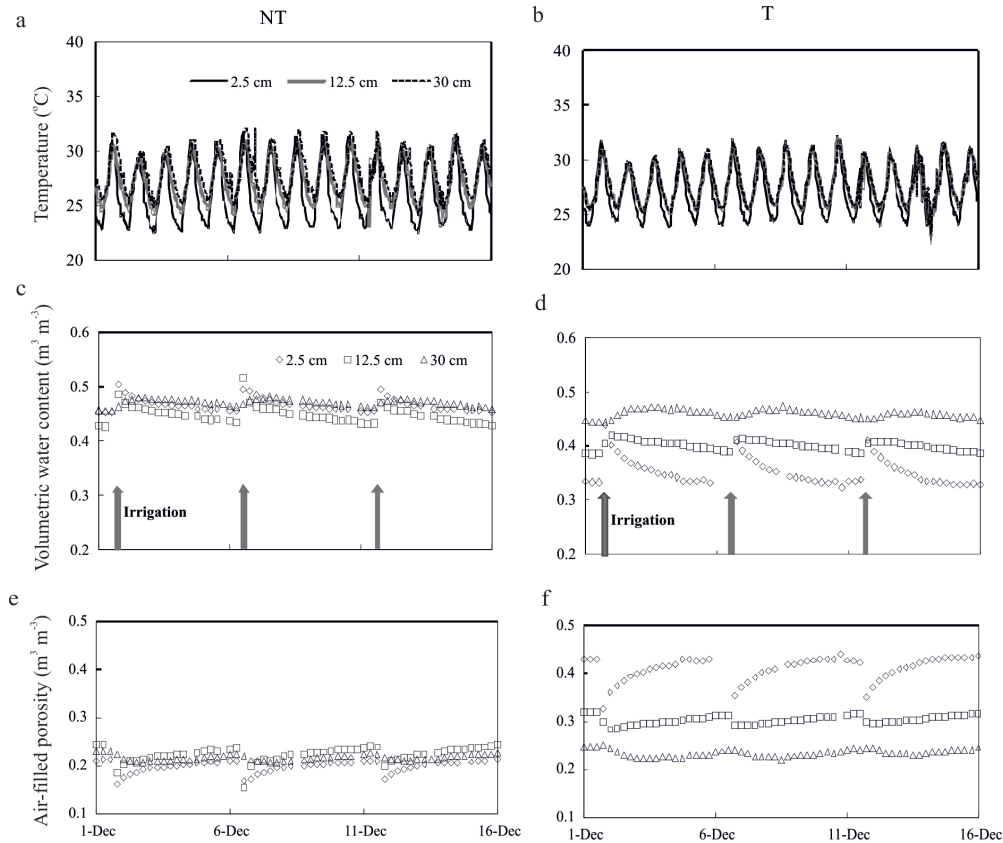 a
NT
b
T
40
35
30
25
20
Temperature (°C)
2.5 cm
12.5 cm
30 cm
40
35
30
25
20
c
0.6
0.5
0.4
0.3
0.2
Volumetric water content (m³ m⁻³)
2.5 cm
12.5 cm
30 cm
Irrigation
d
0.6
0.5
0.4
0.3
0.2
Irrigation
e
0.5
0.4
0.3
0.2
0.1
Air-filled porosity (m³ m⁻³)
1-Dec
6-Dec
11-Dec
16-Dec
f
0.5
0.4
0.3
0.2
0.1
1-Dec
6-Dec
11-Dec
16-Dec